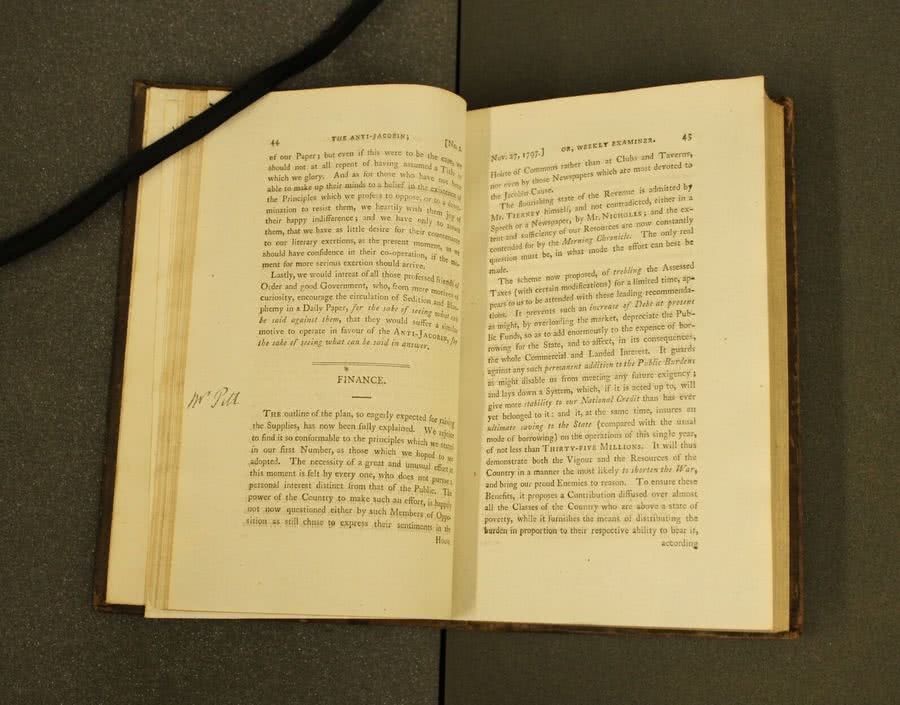 44 THE ANTI-JACOBIN; [No. 2.
of our Paper; but even if this were to be the case, we
should not at all repent of having assumed a Title in
which we glory. And as for those who have not been
able to make up their minds to a belief in the existence of
the Principles which we profess to oppose, or to a deter-
mination to resist them, we heartily wish them joy of
their happy indifference; and we have only to assure
them, that we have as little desire for their countenance
to our literary exertions, at the present moment, as we
should have confidence in their co-operation, if the mo-
ment for more serious exertion should arrive.
Lastly, we would intreat of all those professed friends of
Order and good Government, who, from mere motives of
curiosity, encourage the circulation of Sedition and Blas-
phemy in a Daily Paper, for the sake of seeing what can
be said against them, that they would suffer a similar
motive to operate in favour of the ANTI-JACOBIN, for
the sake of seeing what can be said in answer.
FINANCE.
Mr Pitt
THE outline of the plan, so eagerly expected for raising
the Supplies, has now been fully explained. We rejoice
to find it so conformable to the principles which we stated
in our first Number, as those which we hoped to see
adopted. The necessity of a great and unusual effort at
this moment is felt by every one, who does not pursue a
personal interest distinct from that of the Public. The
power of the Country to make such an effort, is happily
not now questioned either by such Members of Oppo-
sition as still chuse to express their sentiments in the
House
Nov. 27, 1797.] OR, WEEKLY EXAMINER. 45
House of Commons rather than at Clubs and Taverns,
nor even by those Newspapers which are most devoted to
the Jacobin Cause.
The flourishing state of the Revenue is admitted by
Mr. TIERNEY himself, and not contradicted, either in a
Speech or a Newspaper, by Mr. NICHOLLS; and the ex-
tent and sufficiency of our Resources are now constantly
contended for by the Morning Chronicle. The only real
question must be, in what mode the effort can best be
made.
The scheme now proposed, of trebling the Assessed
Taxes (with certain modifications) for a limited time, ap-
pears to us to be attended with these leading recommenda-
tions. It prevents such an increase of Debt at present
as might, by overloading the market, depreciate the Pub-
lic Funds, so as to add enormously to the expence of bor-
rowing for the State, and to affect, in its consequences,
the whole Commercial and Landed Interest. It guards
against any such permanent addition to the Public Burdens
as might disable us from meeting any future exigency;
and lays down a System, which, if it is acted up to, will
give more stability to our National Credit than has ever
yet belonged to it: and it, at the same time, insures an
ultimate saving to the State (compared with the usual
mode of borrowing) on the operations of this single year,
of not less than THIRTY-FIVE MILLIONS. It will thus
demonstrate both the Vigour and the Resources of the
Country in a manner the most likely to shorten the War,
and bring our proud Enemies to reason. To ensure these
Benefits, it proposes a Contribution diffused over almost
all the Classes of the Country who are above a state of
poverty, while it furnishes the means of distributing the
burden in proportion to their respective ability to bear it,
according